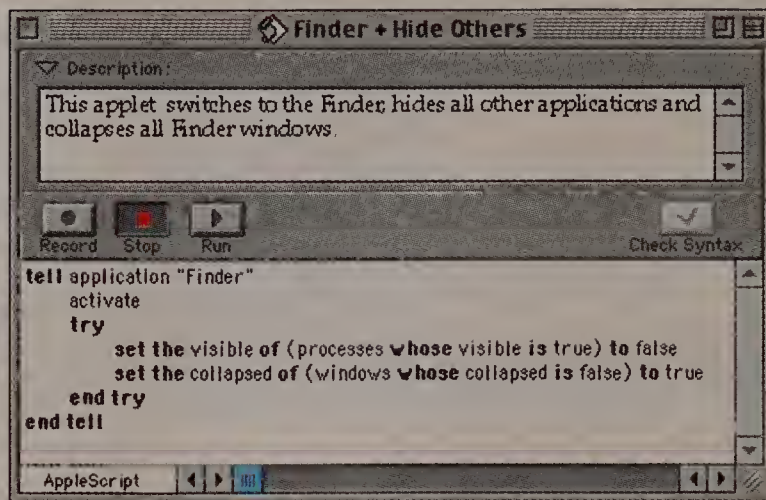 Finder + Hide Others
Description:
This applet switches to the Finder, hides all other applications and
collapses all Finder windows.
Record Stop Run Check Syntax
tell application "Finder"
activate
try
set the visible of (processes whose visible is true) to false
set the collapsed of (windows whose collapsed is false) to true
end try
end tell
AppleScript